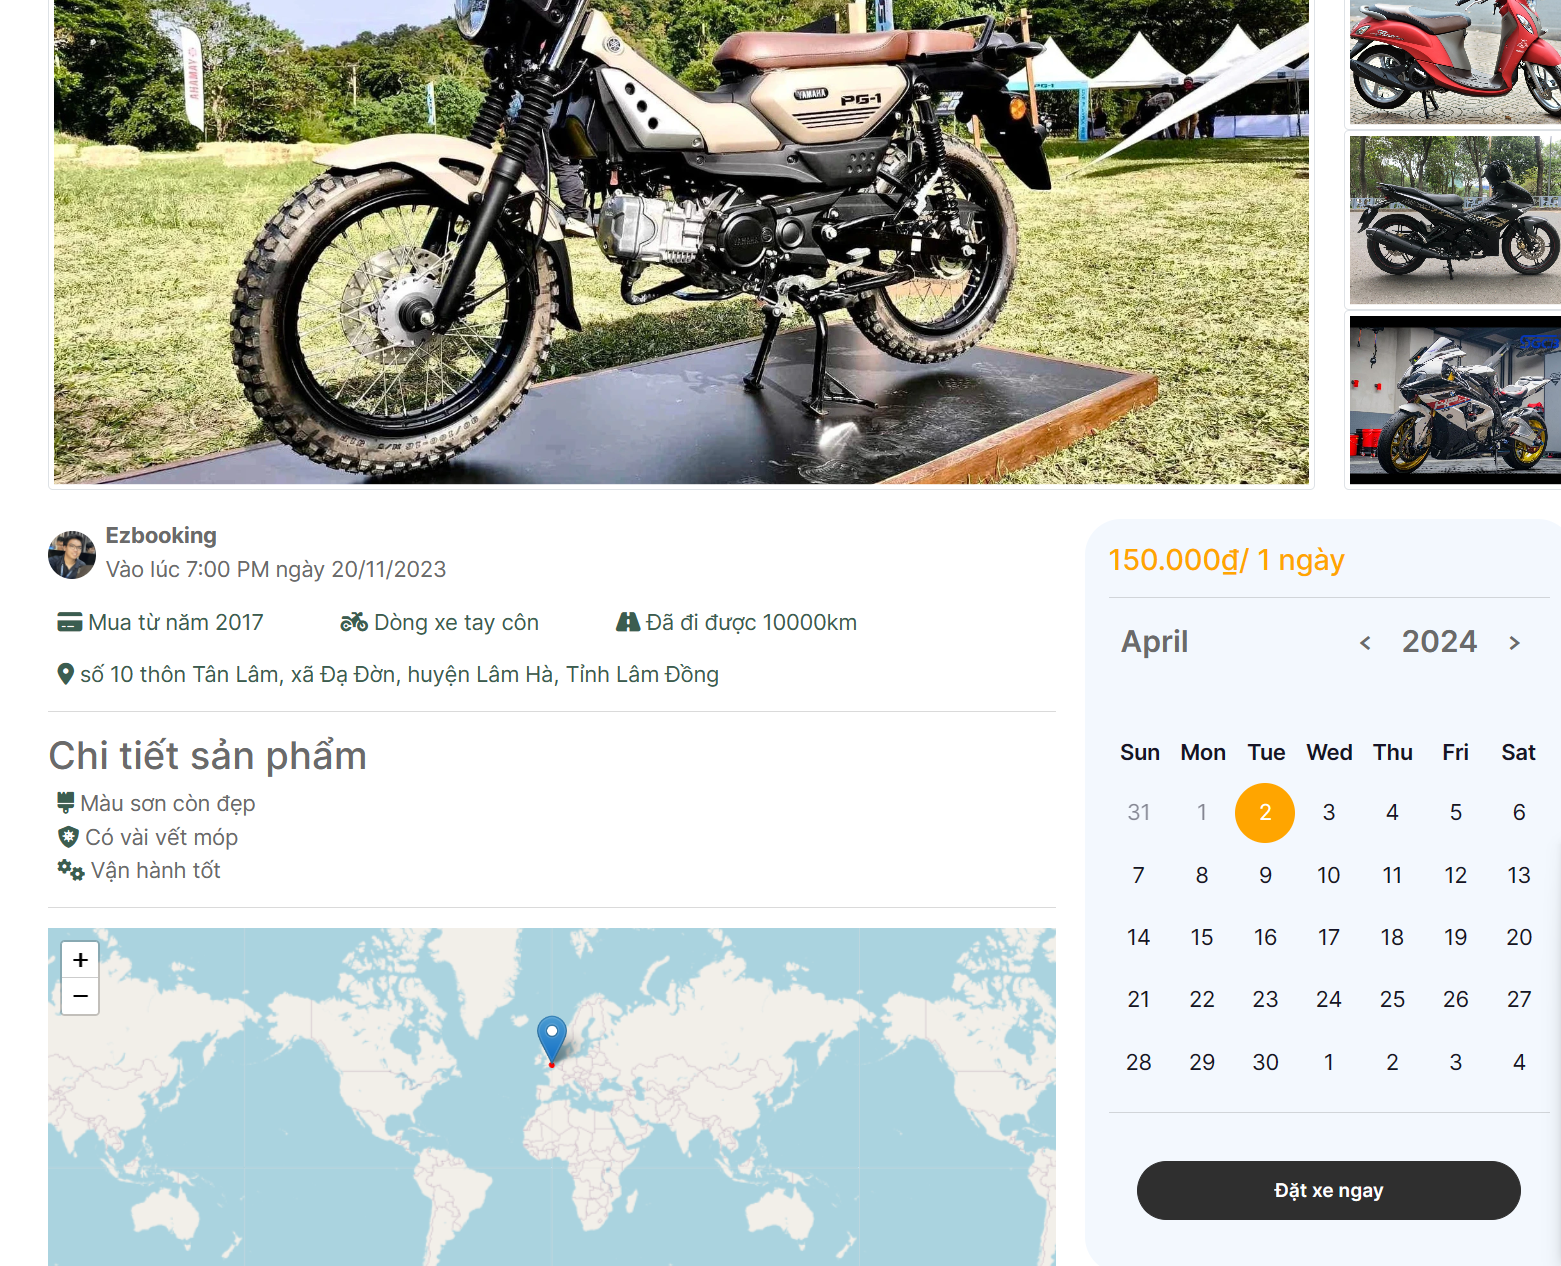 YAMAHA
YAMAHA
PG-1
PG-1
YAMAHA
Ezbooking
Vào lúc 7:00 PM ngày 20/11/2023
Mua từ năm 2017
Dòng xe tay côn
Đã đi được 10000km
số 10 thôn Tân Lâm, xã Đạ Đờn, huyện Lâm Hà, Tỉnh Lâm Đồng
Chi tiết sản phẩm
Màu sơn còn đẹp
Có vài vết móp
Vận hành tốt
+
−
150.000₫/ 1 ngày
April < 2024 >
Sun Mon Tue Wed Thu Fri Sat
31 1 2 3 4 5 6
7 8 9 10 11 12 13
14 15 16 17 18 19 20
21 22 23 24 25 26 27
28 29 30 1 2 3 4
Đặt xe ngay